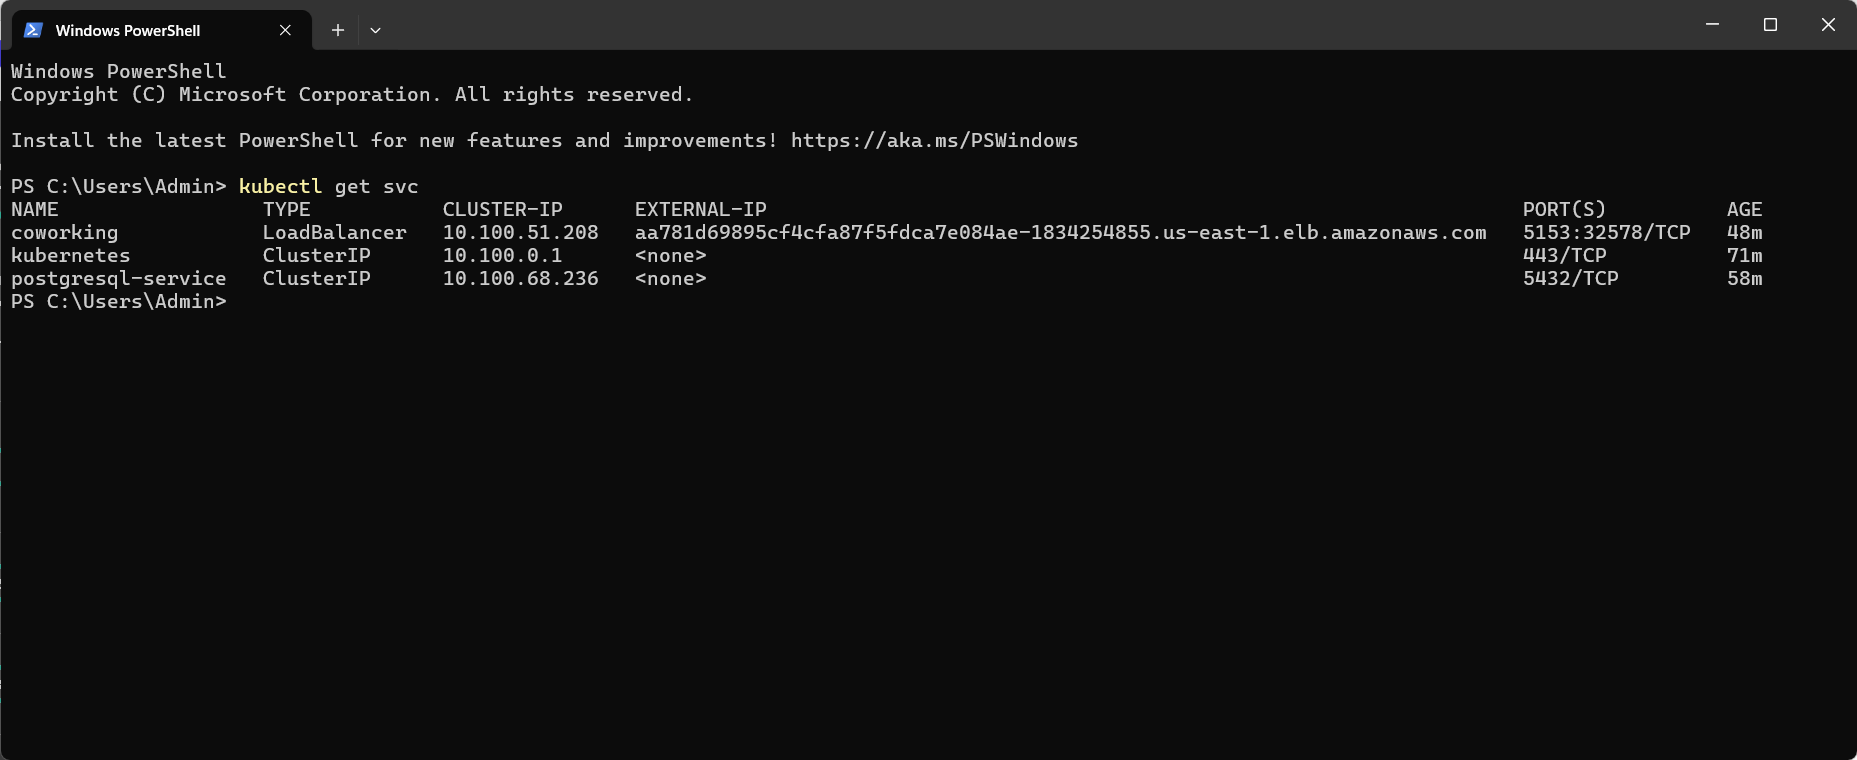 Windows PowerShell
Windows PowerShell
Copyright (C) Microsoft Corporation. All rights reserved.
Install the latest PowerShell for new features and improvements! https://aka.ms/PSWindows
PS C:\Users\Admin> kubectl get svc
NAME TYPE CLUSTER-IP EXTERNAL-IP PORT(S) AGE
coworking LoadBalancer 10.100.51.208 aa781d69895cf4cfa87f5fdca7e084ae-1834254855.us-east-1.elb.amazonaws.com 5153:32578/TCP 48m
kubernetes ClusterIP 10.100.0.1 <none> 443/TCP 71m
postgresql-service ClusterIP 10.100.68.236 <none> 5432/TCP 58m
PS C:\Users\Admin>